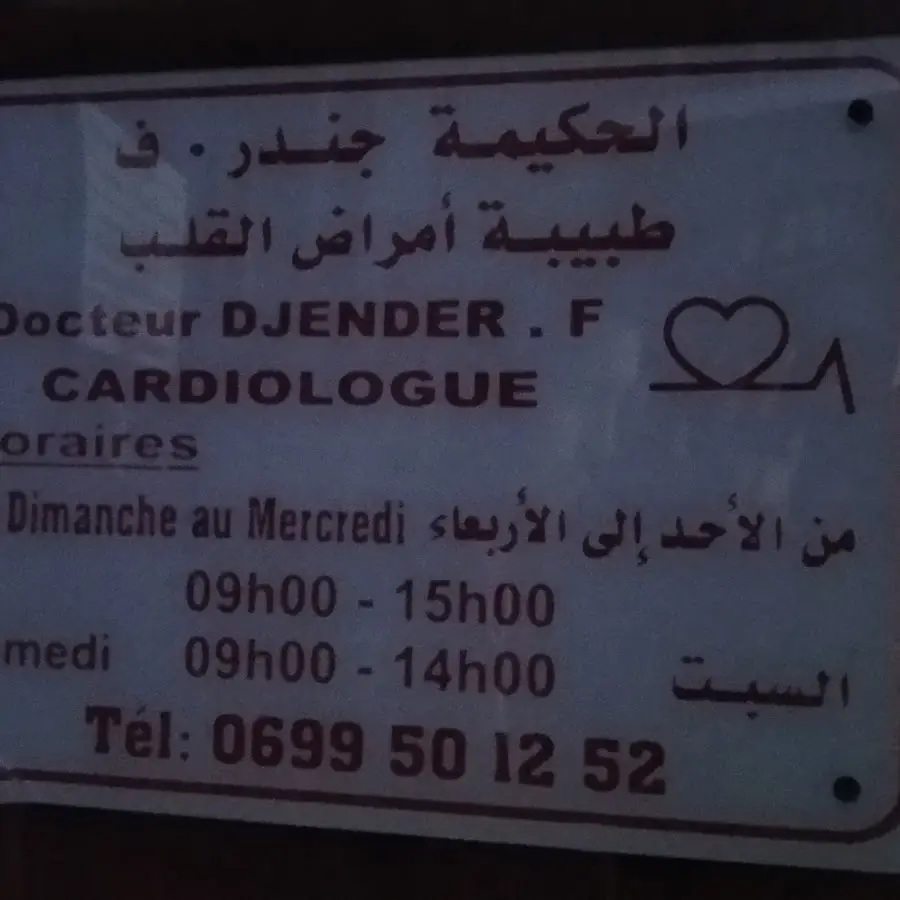 الحكيمة جندر . ف
طبيبة أمراض القلب
Docteur DJENDER . F
CARDIOLOGUE
oraires
Dimanche au Mercredi من الأحد إلى الأربعاء
09h00 - 15h00
medi 09h00 - 14h00 السبت
Tél: 0699 50 12 52